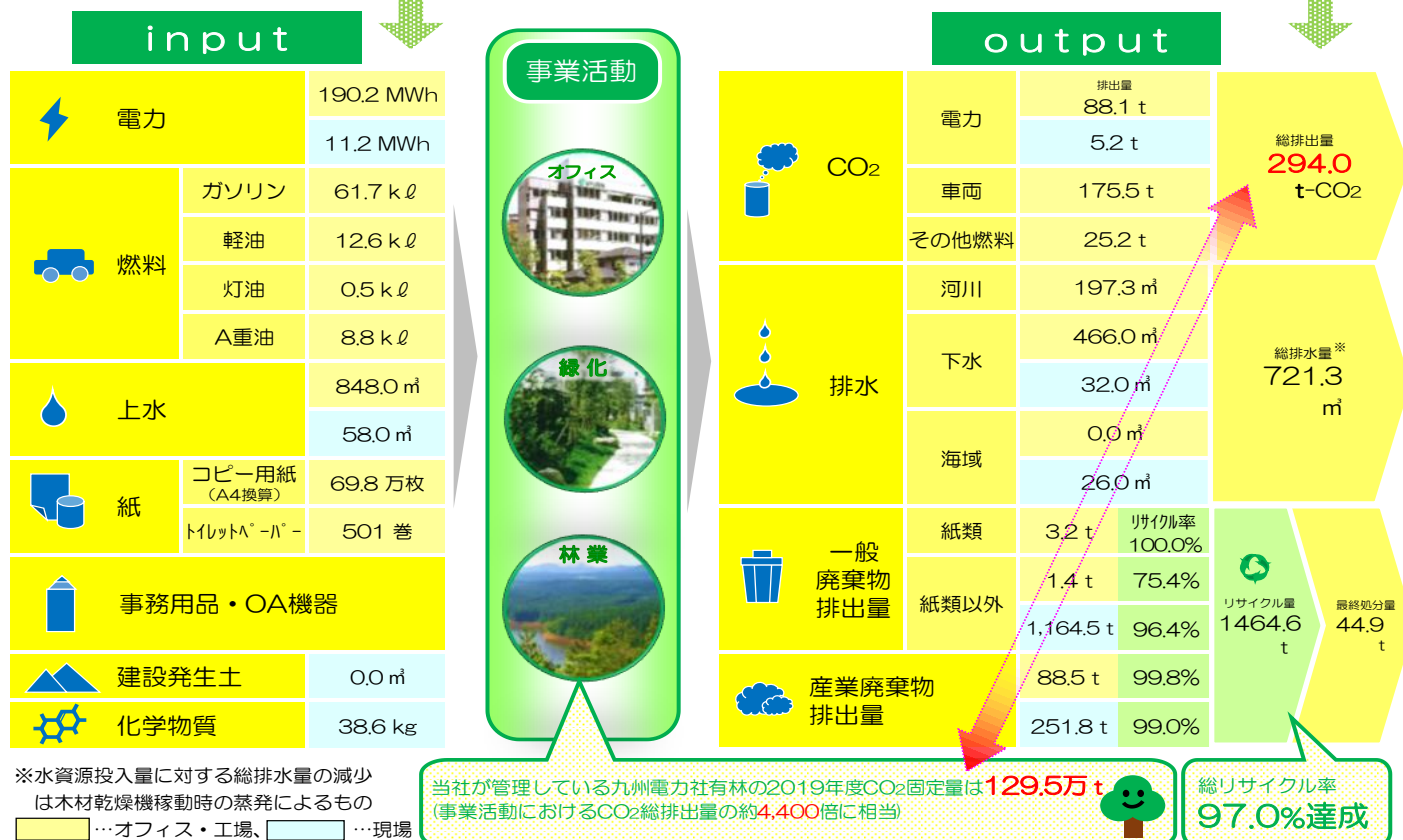 input
電力
190.2 MWh
11.2 MWh
燃料
ガソリン
61.7 kℓ
軽油
12.6 kℓ
灯油
0.5 kℓ
A重油
8.8 kℓ
上水
848.0 ㎥
58.0 ㎥
紙
コピー用紙
(A4換算)
69.8 万枚
ﾄｲﾚｯﾄﾍﾟｰﾊﾟｰ
501 巻
事務用品・OA機器
建設発生土
0.0 ㎥
化学物質
38.6 kg
※水資源投入量に対する総排水量の減少
は木材乾燥機稼動時の蒸発によるもの
…オフィス・工場、 …現場
事業活動
オフィス
緑化
林業
output
CO₂
電力
排出量
88.1 t
5.2 t
車両
175.5 t
その他燃料
25.2 t
総排出量
294.0
t-CO₂
排水
河川
197.3 ㎥
下水
466.0 ㎥
32.0 ㎥
海域
0.0 ㎥
26.0 ㎥
総排水量※
721.3
㎥
一般
廃棄物
排出量
紙類
3.2 t
ﾘｻｲｸﾙ率
100.0%
紙類以外
1.4 t
75.4%
1,164.5 t
96.4%
産業廃棄物
排出量
88.5 t
99.8%
251.8 t
99.0%
リサイクル量
1464.6
t
最終処分量
44.9
t
当社が管理している九州電力社有林の2019年度CO₂固定量は129.5万 t
(事業活動におけるCO₂総排出量の約4,400倍に相当)
総リサイクル率
97.0%達成